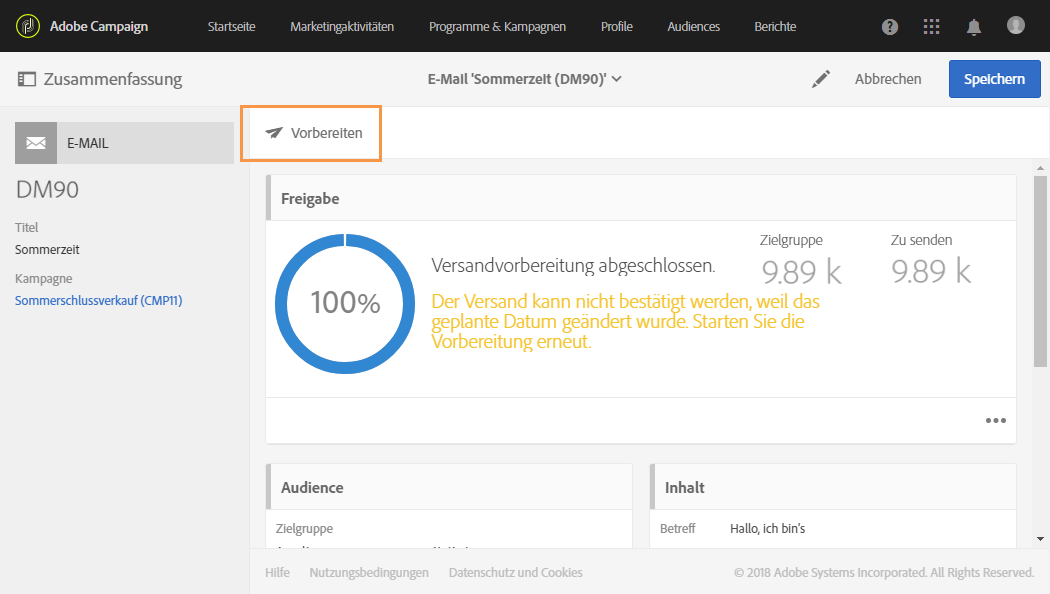 Adobe Campaign Startseite Marketingaktivitäten Programme & Kampagnen Profile Audiences Berichte
Zusammenfassung E-Mail 'Sommerzeit (DM90)' Abbrechen Speichern
E-MAIL
Vorbereiten
DM90
Titel
Sommerzeit
Kampagne
Sommerschlussverkauf (CMP11)
Freigabe
100%
Versandvorbereitung abgeschlossen.
Der Versand kann nicht bestätigt werden, weil das
geplante Datum geändert wurde. Starten Sie die
Vorbereitung erneut.
Zielgruppe Zu senden
9.89 k 9.89 k
Audience
Zielgruppe
Inhalt
Betreff Hallo, ich bin's
Hilfe Nutzungsbedingungen Datenschutz und Cookies © 2018 Adobe Systems Incorporated. All Rights Reserved.